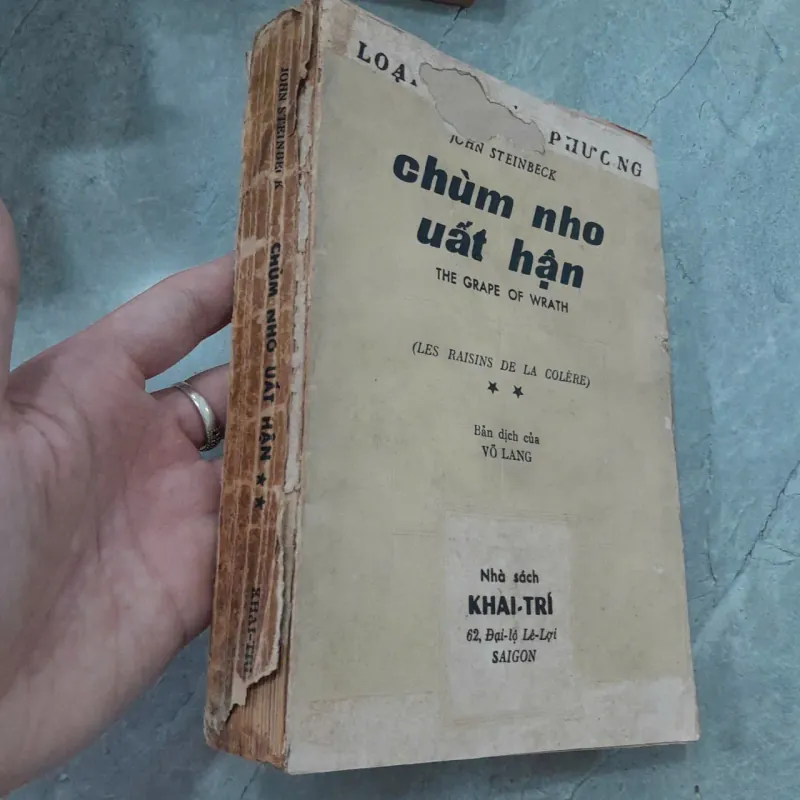 PHƯƠNG
JOHN STEINBECK
chùm nho
uất hận
THE GRAPE OF WRATH
(LES RAISINS DE LA COLÈRE)
★ ★
Bản dịch của
VÕ LANG
Nhà sách
KHAI-TRÍ
62, Đại-lộ Lê-Lợi
SAIGON
JOHN STEINBECK
CHÙM NHO UẤT HẬN ★ ★
KHAI-TRÍ